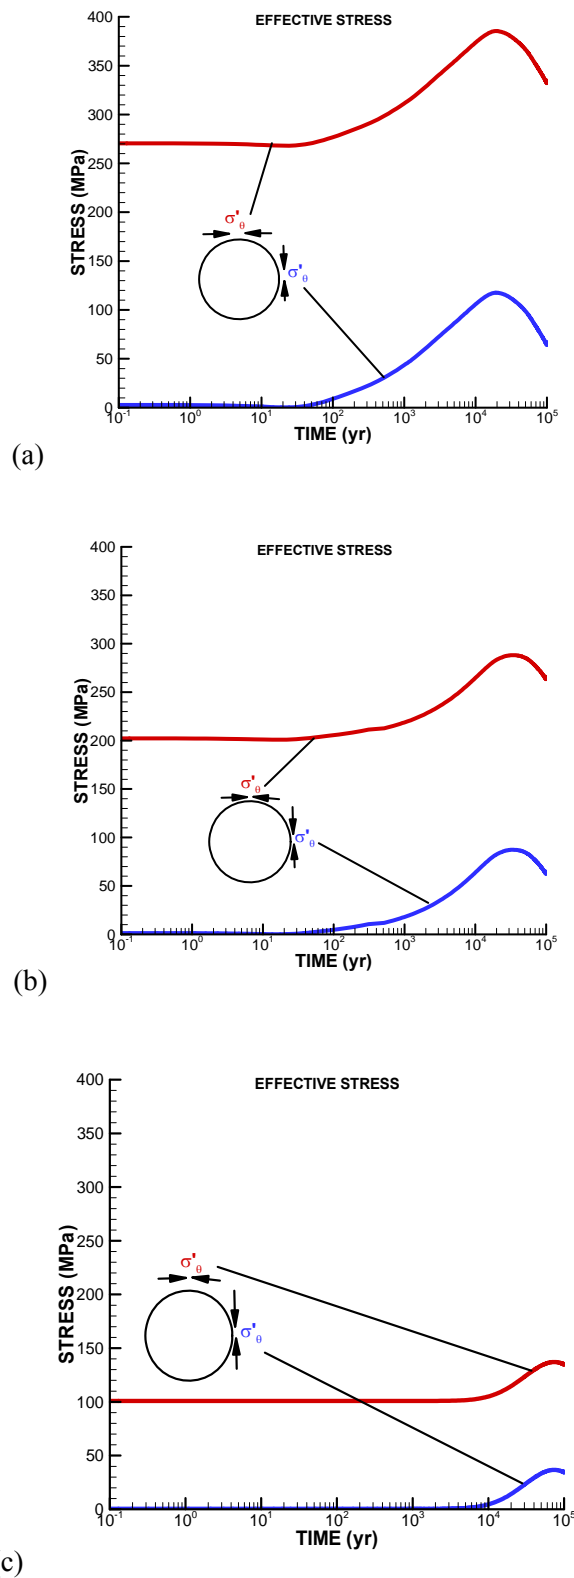 EFFECTIVE STRESS
400
350
300
250
200
150
100
50
0
STRESS (MPa)
σ'θ
σ'θ
10⁻¹ 10⁰ 10¹ 10² 10³ 10⁴ 10⁵
TIME (yr)
(a)
EFFECTIVE STRESS
400
350
300
250
200
150
100
50
0
STRESS (MPa)
σ'θ
σ'θ
10⁻¹ 10⁰ 10¹ 10² 10³ 10⁴ 10⁵
TIME (yr)
(b)
EFFECTIVE STRESS
400
350
300
250
200
150
100
50
0
STRESS (MPa)
σ'θ
σ'θ
10⁻¹ 10⁰ 10¹ 10² 10³ 10⁴ 10⁵
TIME (yr)
c)